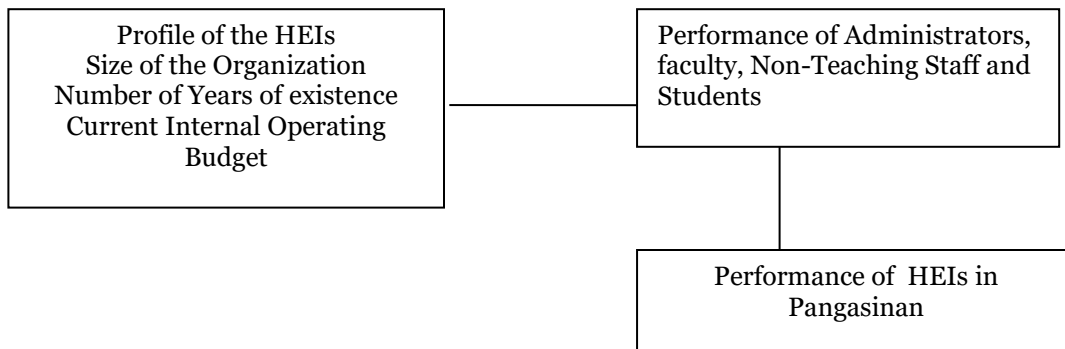 Profile of the HEIs
Size of the Organization
Number of Years of existence
Current Internal Operating
Budget
Performance of Administrators,
faculty, Non-Teaching Staff and
Students
Performance of HEIs in
Pangasinan